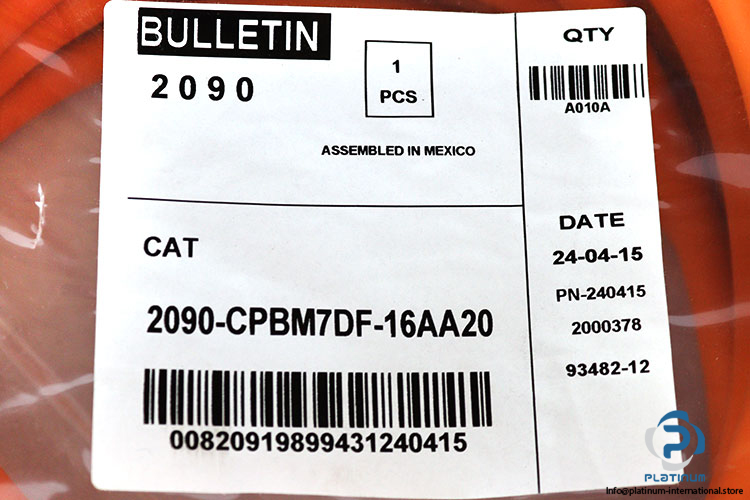 BULLETIN
2090
1
PCS
ASSEMBLED IN MEXICO
QTY
A010A
CAT
2090-CPBM7DF-16AA20
00820919899431240415
DATE
24-04-15
PN-240415
2000378
93482-12
PLATINUM
Info@platinum-international.store